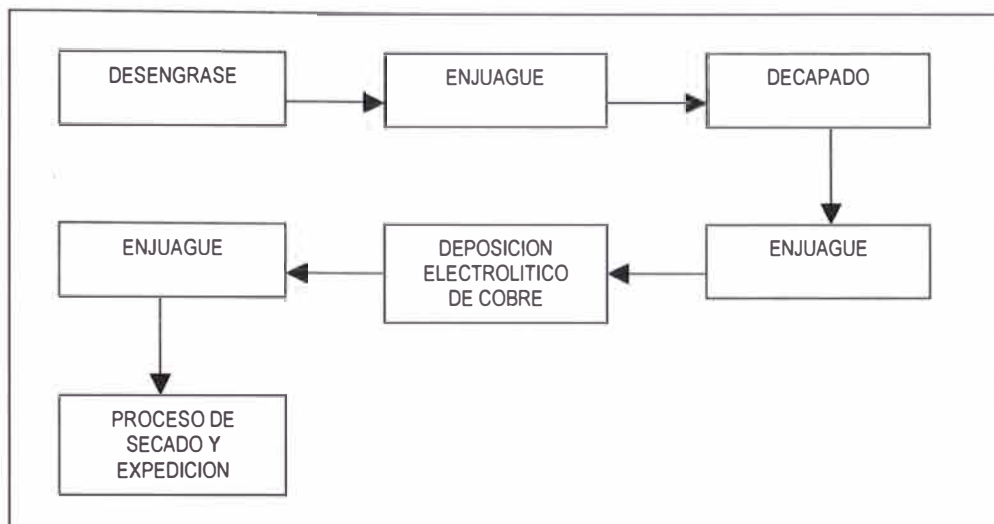 DESENGRASE
ENJUAGUE
DECAPADO
ENJUAGUE
DEPOSICION
ELECTROLITICO
DE COBRE
ENJUAGUE
PROCESO DE
SECADO Y
EXPEDICION